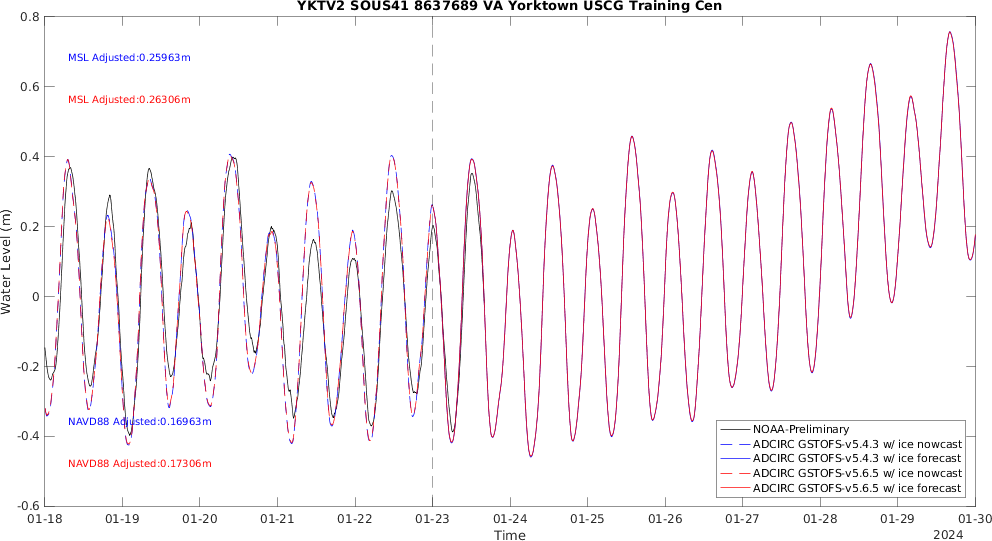 YKTV2 SOUS41 8637689 VA Yorktown USCG Training Cen
Water Level (m)
0.8
0.6
0.4
0.2
0
-0.2
-0.4
-0.6
MSL Adjusted:0.25963m
MSL Adjusted:0.26306m
NAVD88 Adjusted:0.16963m
NAVD88 Adjusted:0.17306m
NOAA-Preliminary
ADCIRC GSTOFS-v5.4.3 w/ ice nowcast
ADCIRC GSTOFS-v5.4.3 w/ ice forecast
ADCIRC GSTOFS-v5.6.5 w/ ice nowcast
ADCIRC GSTOFS-v5.6.5 w/ ice forecast
01-18 01-19 01-20 01-21 01-22 01-23 01-24 01-25 01-26 01-27 01-28 01-29 01-30
Time
2024